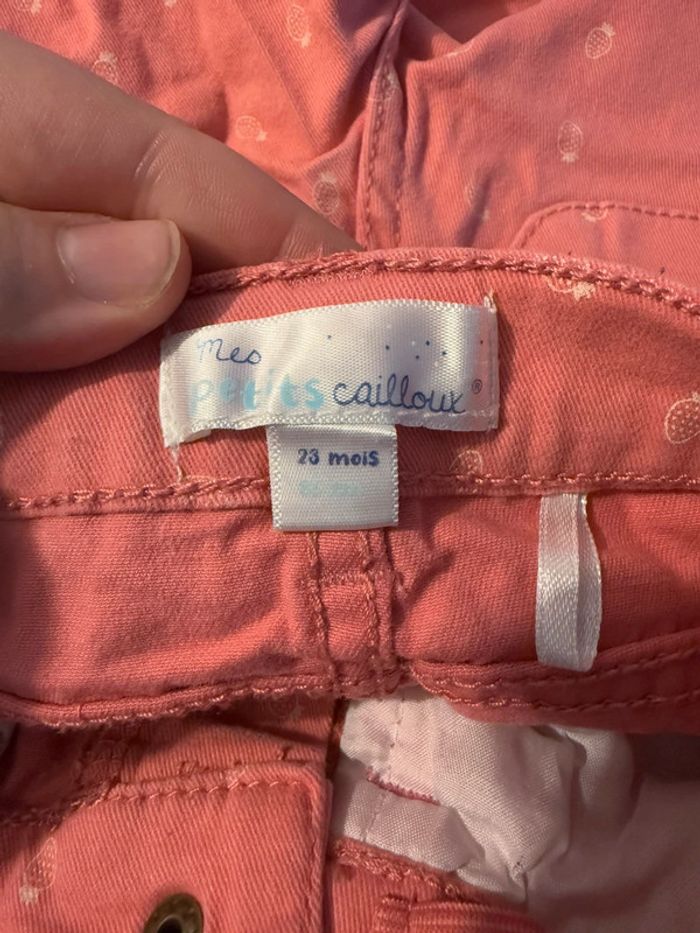 Mes
petits cailloux ®
23 mois